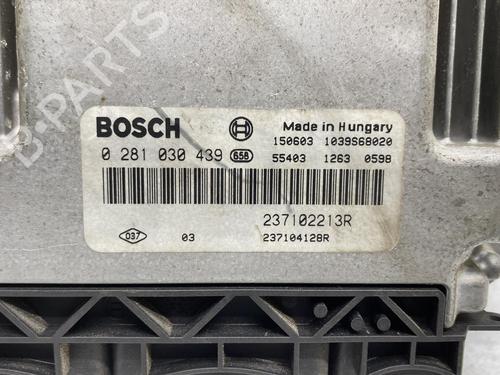 B-PARTS
BOSCH
Made in Hungary
150603 1039S68020
0 281 030 439 658
55403 1263 0598
237102213R
037 03 237104128R